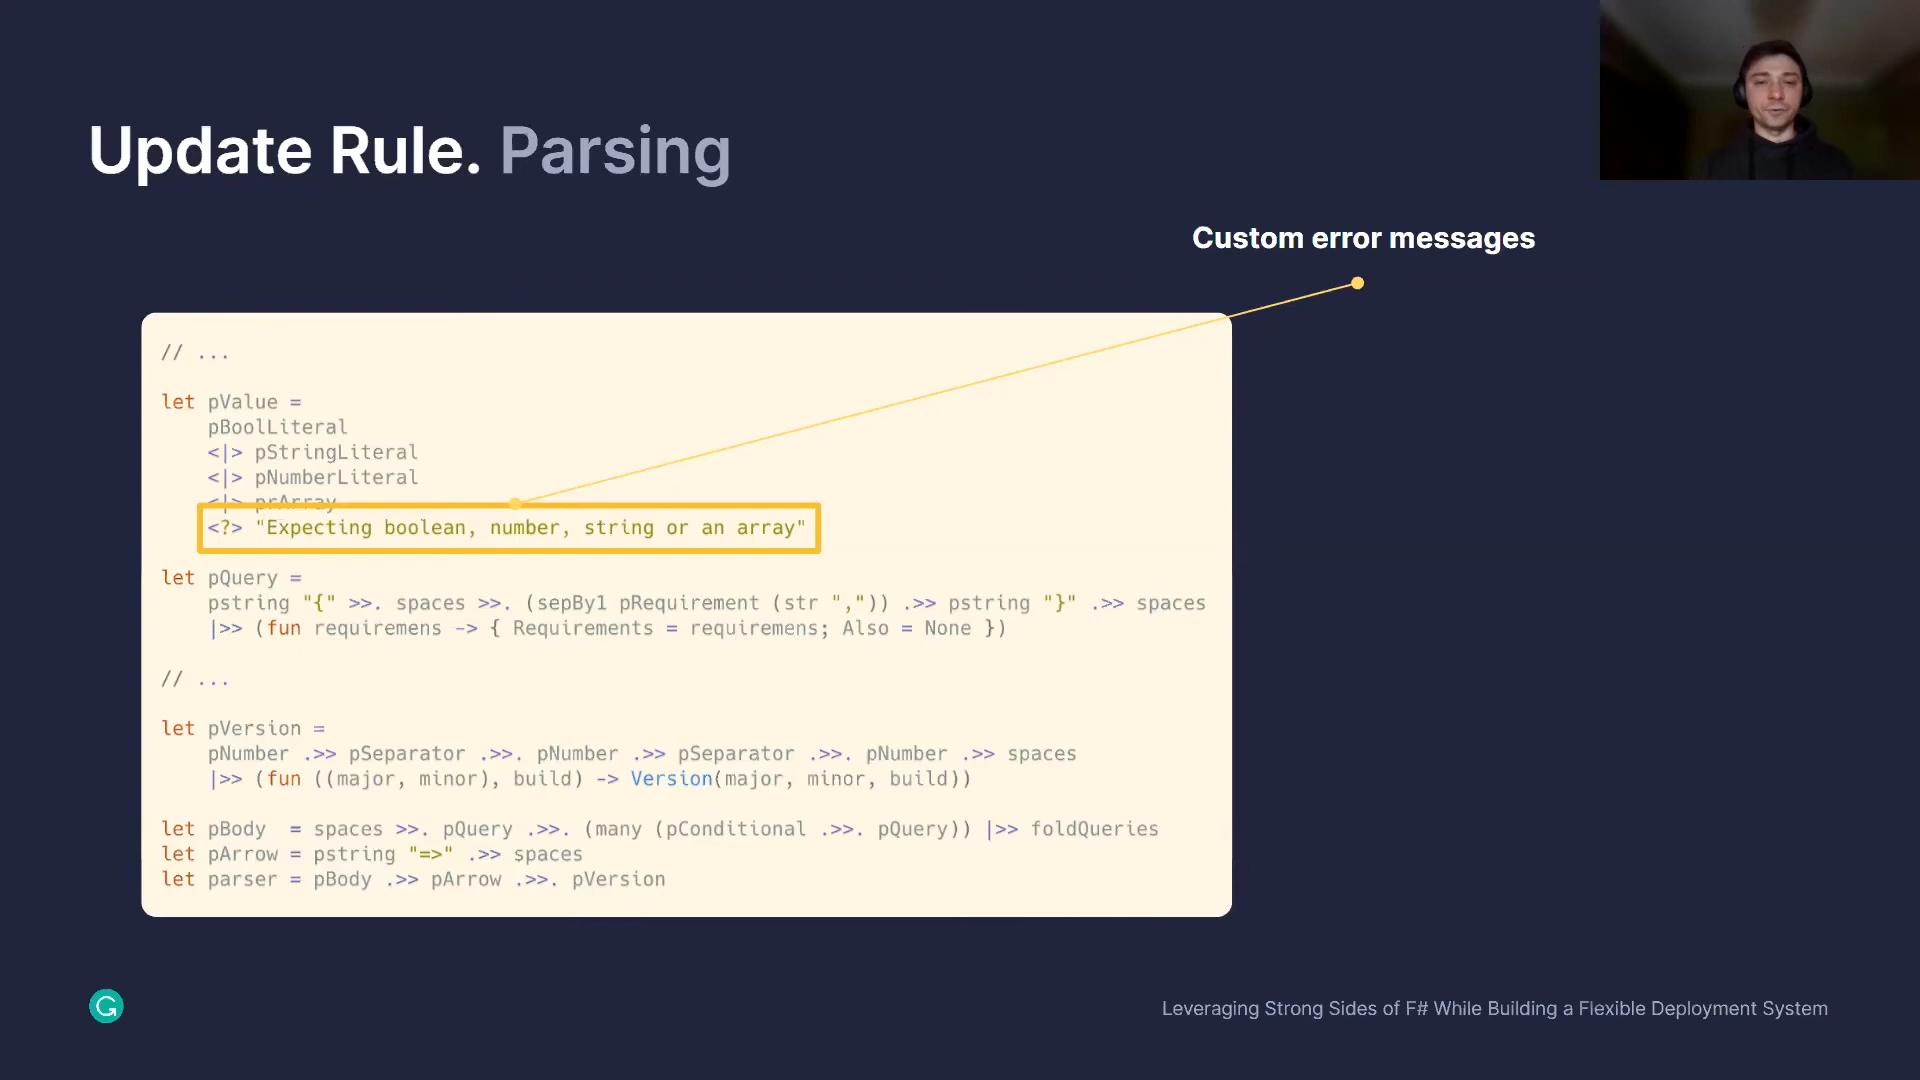 Update Rule. Parsing
Custom error messages
// ...
let pValue =
    pBoolLiteral
    <|> pStringLiteral
    <|> pNumberLiteral
    <|> prArray
    <?> "Expecting boolean, number, string or an array"
let pQuery =
    pstring "{" >>. spaces >>. (sepBy1 pRequirement (str ",")) .>> pstring "}" .>> spaces
    |>> (fun requiremens -> { Requirements = requiremens; Also = None })
// ...
let pVersion =
    pNumber .>> pSeparator .>>. pNumber .>> pSeparator .>>. pNumber .>> spaces
    |>> (fun ((major, minor), build) -> Version(major, minor, build))
let pBody  = spaces >>. pQuery .>>. (many (pConditional .>>. pQuery)) |>> foldQueries
let pArrow = pstring "=>" .>> spaces
let parser = pBody .>> pArrow .>>. pVersion
G
Leveraging Strong Sides of F# While Building a Flexible Deployment System